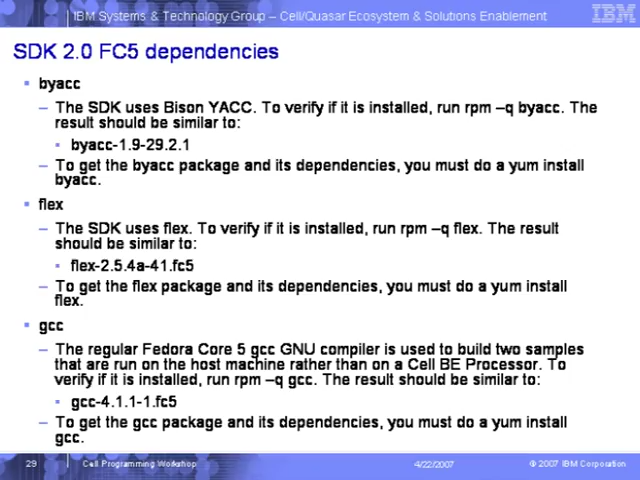 IBM Systems & Technology Group – Cell/Quasar Ecosystem & Solutions Enablement
IBM
SDK 2.0 FC5 dependencies
▪ byacc
– The SDK uses Bison YACC. To verify if it is installed, run rpm –q byacc. The
result should be similar to:
▪ byacc-1.9-29.2.1
– To get the byacc package and its dependencies, you must do a yum install
byacc.
▪ flex
– The SDK uses flex. To verify if it is installed, run rpm –q flex. The result
should be similar to:
▪ flex-2.5.4a-41.fc5
– To get the flex package and its dependencies, you must do a yum install
flex.
▪ gcc
– The regular Fedora Core 5 gcc GNU compiler is used to build two samples
that are run on the host machine rather than on a Cell BE Processor. To
verify if it is installed, run rpm –q gcc. The result should be similar to:
▪ gcc-4.1.1-1.fc5
– To get the gcc package and its dependencies, you must do a yum install
gcc.
29 Cell Programming Workshop 4/22/2007 © 2007 IBM Corporation